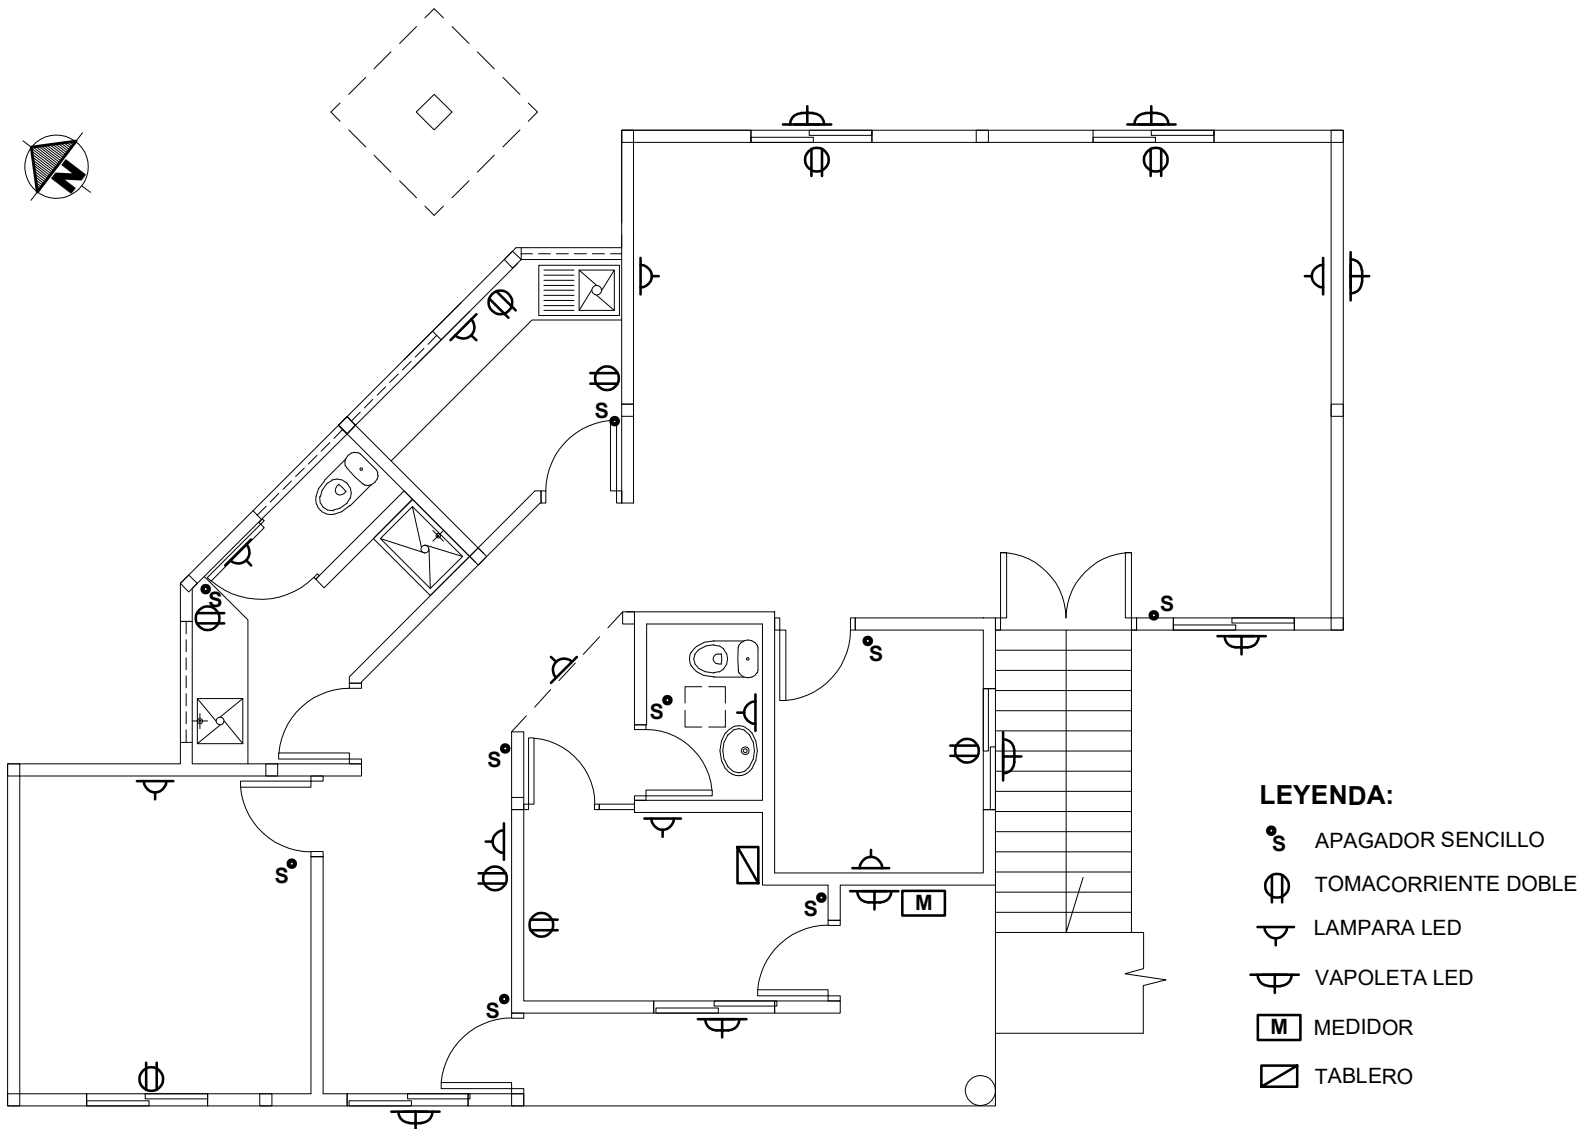 N
S
S
S
S
S
S
S
S
M
S
LEYENDA:
S APAGADOR SENCILLO
TOMACORRIENTE DOBLE
LAMPARA LED
VAPOLETA LED
M MEDIDOR
TABLERO